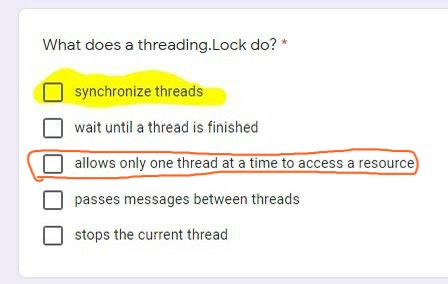 What does a threading.Lock do? *
synchronize threads
wait until a thread is finished
allows only one thread at a time to access a resource
passes messages between threads
stops the current thread